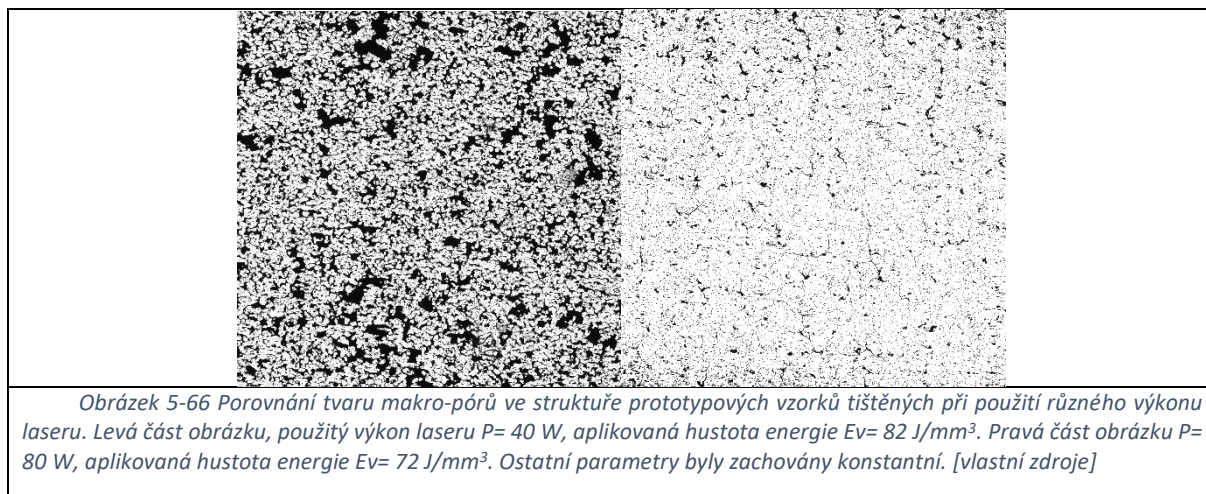 Obrázek 5-66 Porovnání tvaru makro-pórů ve struktuře prototypových vzorků tištěných při použití různého výkonu
laseru. Levá část obrázku, použitý výkon laseru P= 40 W, aplikovaná hustota energie Ev= 82 J/mm³. Pravá část obrázku P=
80 W, aplikovaná hustota energie Ev= 72 J/mm³. Ostatní parametry byly zachovány konstantní. [vlastní zdroje]